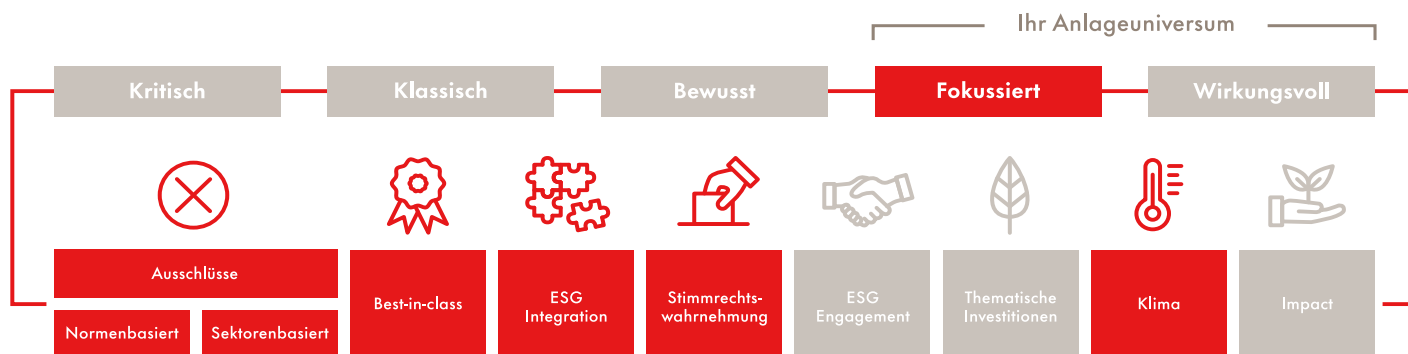 Ihr Anlageuniversum
Kritisch
Klassisch
Bewusst
Fokussiert
Wirkungsvoll
Ausschlüsse
Normenbasiert
Sektorenbasiert
Best-in-class
ESG
Integration
Stimmrechts-
wahrnehmung
ESG
Engagement
Thematische
Investitionen
Klima
Impact